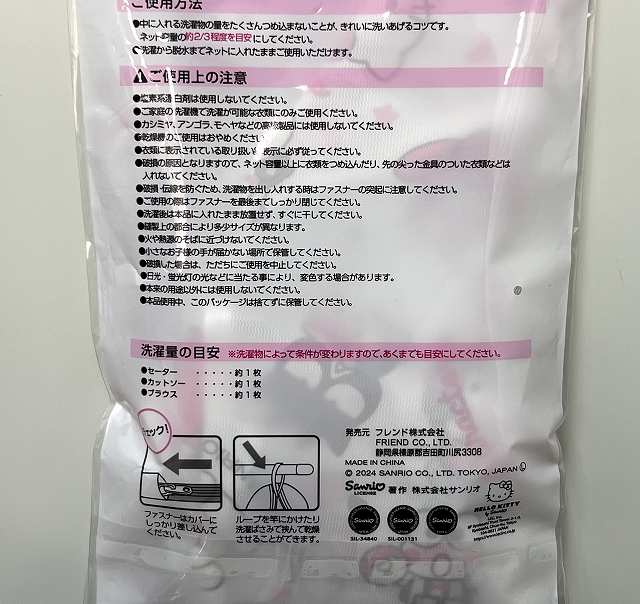 ご使用方法
●中に入れる洗濯物の量をたくさんつめ込まないことが、きれいに洗いあげるコツです。
ネット容量の約2/3程度を目安にしてください。
●洗濯から脱水までネットに入れたままご使用いただけます。
⚠ご使用上の注意
●塩素系漂白剤は使用しないでください。
●ご家庭の洗濯機で洗濯が可能な衣類にのみご使用ください。
●カシミヤ、アンゴラ、モヘヤなどの高級製品には使用しないでください。
●乾燥機のご使用はおやめください。
●衣類に表示されている取り扱い表示に必ず従ってください。
●破損の原因となりますので、ネット容量以上に衣類をつめ込んだり、先の尖った金具のついた衣類などは
入れないでください。
●破損・伝線を防ぐため、洗濯物を出し入れする時はファスナーの突起に注意してください。
●ご使用の際はファスナーを最後までしっかり閉じてください。
●洗濯後は本品に入れたまま放置せず、すぐに干してください。
●縫製上の都合により多少サイズが異なります。
●火や熱源のそばに近づけないでください。
●小さなお子様の手が届かない場所で保管してください。
●破損した場合は、ただちにご使用を中止してください。
●日光・蛍光灯の光などに当たる事により、変色する場合があります。
●本来の用途以外には使用しないでください。
●本品使用中、このパッケージは捨てずに保管してください。
洗濯量の目安 ※洗濯物によって条件が変わりますので、あくまでも目安にしてください。
●セーター ・・・・・約1枚
●カットソー ・・・・・約1枚
●ブラウス ・・・・・約1枚
チェック!
ファスナーはカバーに
しっかり差し込んで
ください。
ループを竿にかけたり
洗濯ばさみで挟んで乾燥
させることができます。
発売元 フレンド株式会社
FRIEND CO., LTD.
静岡県榛原郡吉田町川尻3308
MADE IN CHINA
© 2024 SANRIO CO., LTD. TOKYO, JAPAN Ⓛ
Sanrio LICENSE 著作 株式会社サンリオ
HELLO KITTY
Sanrio
Sanrio
Sanrio
SIL-34840
SIL-001131